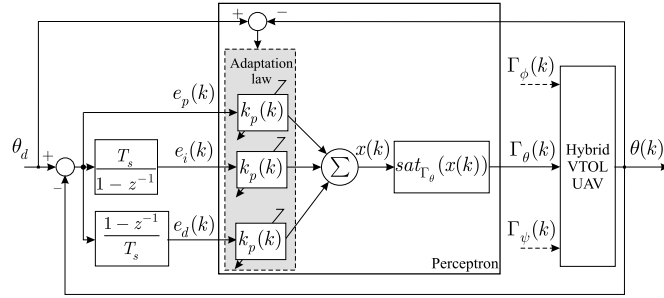 + −
Adaptation
law
e_p(k) k_p(k) Γ_ϕ(k)
θ_d + − T_s / (1 − z^{-1}) e_i(k) k_p(k) ∑ x(k) sat_{Γ_θ}(x(k)) Γ_θ(k) θ(k)
Hybrid
VTOL
UAV
(1 − z^{-1}) / T_s e_d(k) k_p(k) Γ_ψ(k)
Perceptron